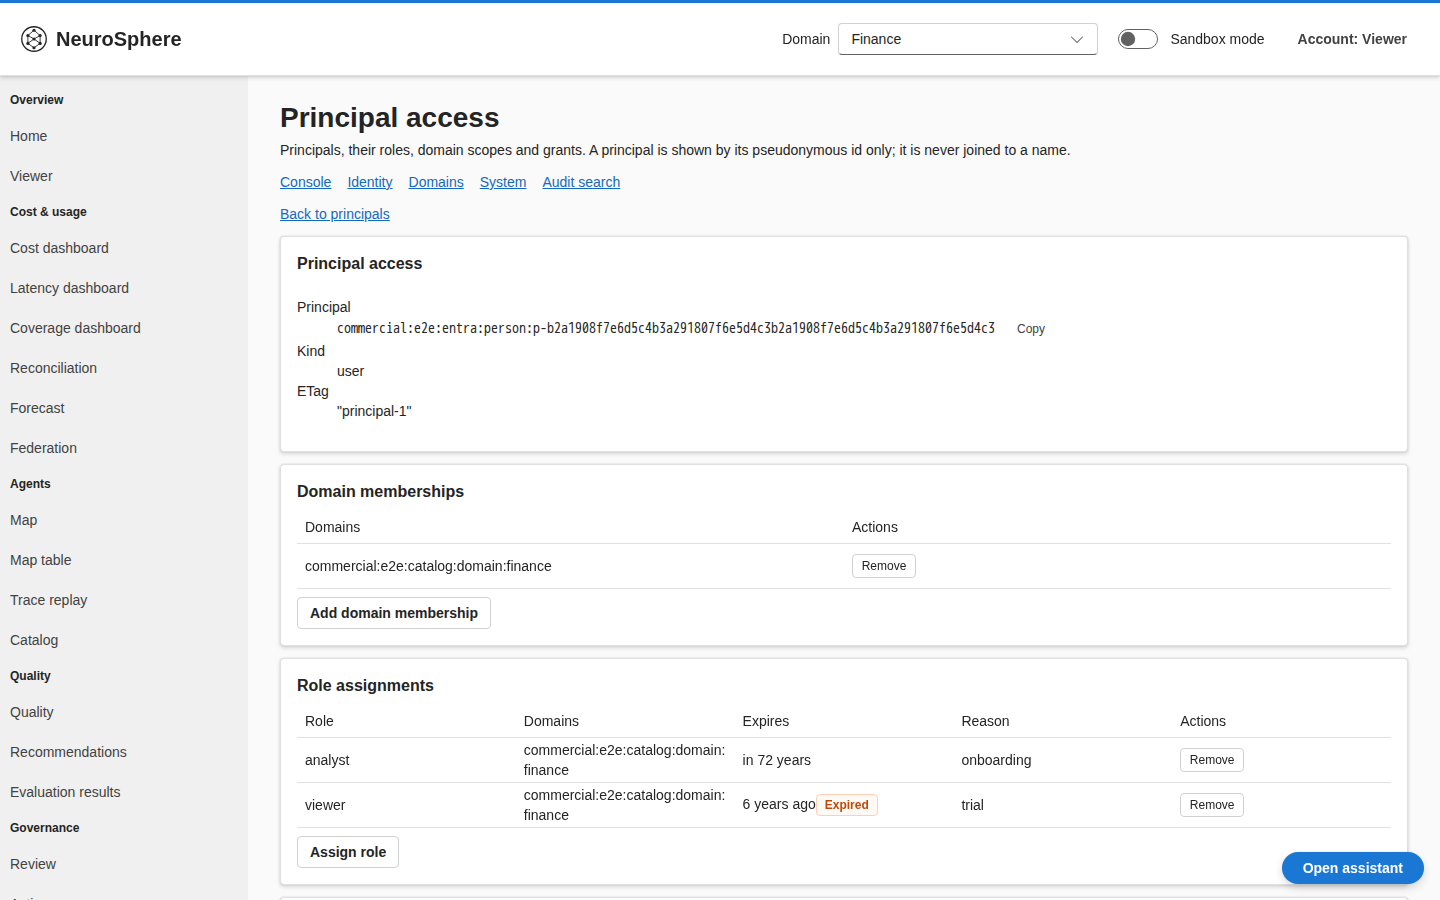 NeuroSphere
Domain
Finance
Sandbox mode
Account: Viewer
Overview
Home
Viewer
Cost & usage
Cost dashboard
Latency dashboard
Coverage dashboard
Reconciliation
Forecast
Federation
Agents
Map
Map table
Trace replay
Catalog
Quality
Quality
Recommendations
Evaluation results
Governance
Review
Principal access
Principals, their roles, domain scopes and grants. A principal is shown by its pseudonymous id only; it is never joined to a name.
Console Identity Domains System Audit search
Back to principals
Principal access
Principal
commercial:e2e:entra:person:p-b2a1908f7e6d5c4b3a291807f6e5d4c3b2a1908f7e6d5c4b3a291807f6e5d4c3 Copy
Kind
user
ETag
"principal-1"
Domain memberships
Domains Actions
commercial:e2e:catalog:domain:finance Remove
Add domain membership
Role assignments
Role Domains Expires Reason Actions
analyst commercial:e2e:catalog:domain:finance in 72 years onboarding Remove
viewer commercial:e2e:catalog:domain:finance 6 years ago Expired trial Remove
Assign role
Open assistant